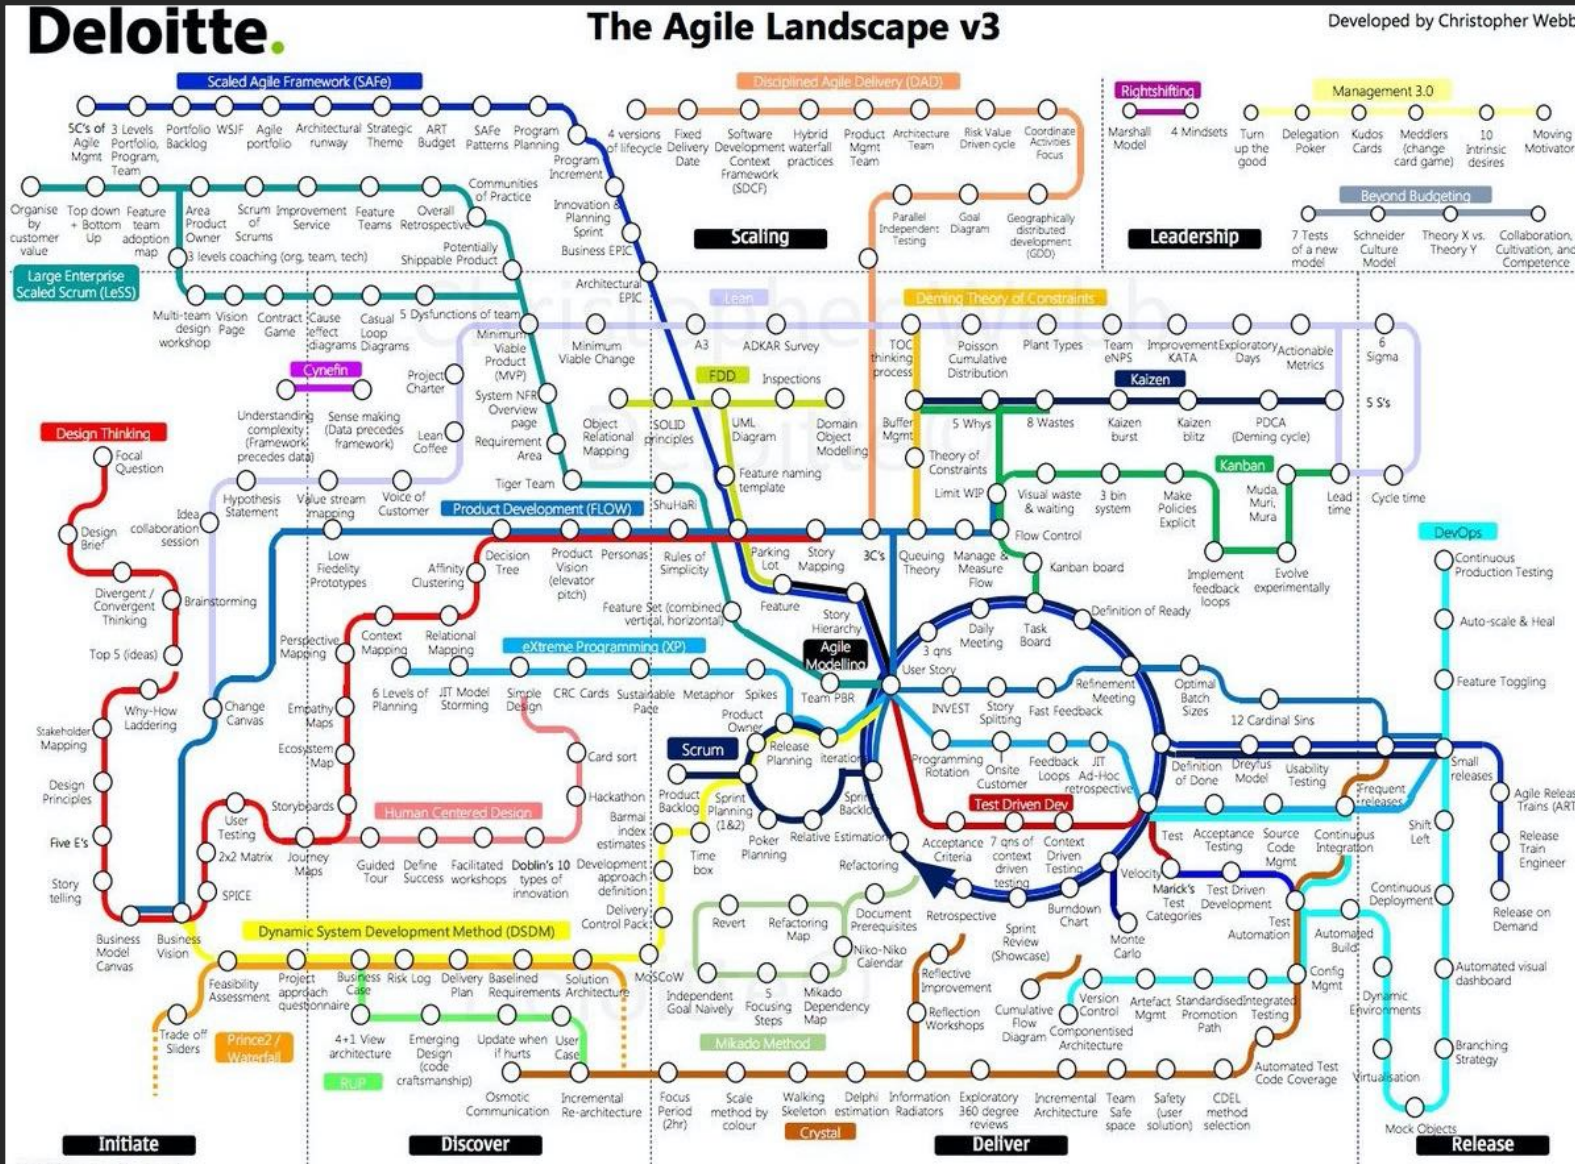 Deloitte.
The Agile Landscape v3
Developed by Christopher Webb
Scaled Agile Framework (SAFe)
5C's of
Agile
Mgmt
3 Levels
Portfolio,
Program,
Team
Portfolio
Backlog
WSJF
Agile
portfolio
Architectural
runway
Strategic
Theme
ART
Budget
SAFe
Patterns
Program
Planning
Program
Increment
Innovation &
Planning
Sprint
Business EPIC
Architectural
EPIC
Disciplined Agile Delivery (DAD)
4 versions
of lifecycle
Fixed
Delivery
Date
Software
Development
Context
Framework
(SDCF)
Hybrid
waterfall
practices
Product
Mgmt
Team
Architecture
Team
Risk Value
Driven cycle
Coordinate
Activities
Focus
Parallel
Independent
Testing
Goal
Diagram
Geographically
distributed
development
(GDD)
Scaling
Rightshifting
Marshall
Model
4 Mindsets
Management 3.0
Turn
up the
good
Delegation
Poker
Kudos
Cards
Meddlers
(change
card game)
10
Intrinsic
desires
Moving
Motivator
Beyond Budgeting
7 Tests
of a new
model
Schneider
Culture
Model
Theory X vs.
Theory Y
Collaboration,
Cultivation, and
Competence
Leadership
Organise
by
customer
value
Top down
+ Bottom
Up
Feature
team
adoption
map
Area
Product
Owner
Scrum
of
Scrums
Improvement
Service
Feature
Teams
Overall
Retrospective
Communities
of Practice
Potentially
Shippable Product
3 levels coaching (org, team, tech)
Large Enterprise
Scaled Scrum (LeSS)
Multi-team
design
workshop
Vision
Page
Contract
Game
Cause
effect
diagrams
Casual
Loop
Diagrams
5 Dysfunctions of team
Minimum
Viable
Product
(MVP)
System NFR
Overview
page
Requirement
Area
Tiger Team
ShuHaRi
Lean
Minimum
Viable Change
A3
ADKAR Survey
Deming Theory of Constraints
TOC
thinking
process
Poisson
Cumulative
Distribution
Plant Types
Team
eNPS
Improvement
KATA
Exploratory
Days
Actionable
Metrics
6
Sigma
Cynefin
Understanding
complexity
(Framework
precedes data)
Sense making
(Data precedes
framework)
Project
Charter
Lean
Coffee
FDD
Inspections
Object
Relational
Mapping
SOLID
principles
UML
Diagram
Domain
Object
Modelling
Feature naming
template
Kaizen
Buffer
Mgmt
5 Whys
8 Wastes
Kaizen
burst
Kaizen
blitz
PDCA
(Deming cycle)
5 S's
Theory of
Constraints
Limit WIP
Visual waste
& waiting
3 bin
system
Make
Policies
Explicit
Kanban
Muda,
Muri,
Mura
Lead
time
Cycle time
Implement
feedback
loops
Evolve
experimentally
Flow Control
Kanban board
Design Thinking
Focal
Question
Design
Brief
Divergent /
Convergent
Thinking
Brainstorming
Top 5 (ideas)
Why-How
Laddering
Stakeholder
Mapping
Design
Principles
Five E's
Story
telling
Business
Model
Canvas
Business
Vision
Idea
collaboration
session
Hypothesis
Statement
Value stream
mapping
Voice of
Customer
Product Development (FLOW)
Low
Fiedelity
Prototypes
Affinity
Clustering
Decision
Tree
Product
Vision
(elevator
pitch)
Personas
Rules of
Simplicity
Parking
Lot
Story
Mapping
3C's
Queuing
Theory
Manage &
Measure
Flow
Feature
Story
Hierarchy
Feature Set (combined,
vertical, horizontal)
Context
Mapping
Relational
Mapping
Perspective
Mapping
Empathy
Maps
Ecosystem
Map
Storyboards
Journey
Maps
User
Testing
2x2 Matrix
SPICE
Change
Canvas
eXtreme Programming (XP)
6 Levels of
Planning
JIT Model
Storming
Simple
Design
CRC Cards
Sustainable
Pace
Metaphor
Spikes
Agile
Modelling
Team PBR
Human Centered Design
Card sort
Hackathon
Guided
Tour
Define
Success
Facilitated
workshops
Doblin's 10
types of
innovation
Scrum
Product
Owner
Release
Planning
iteration
Product
Backlog
Sprint
Planning
(1&2)
Poker
Planning
Relative Estimation
Sprint
Backlog
Time
box
Barmai
index
estimates
Development
approach
definition
Delivery
Control Pack
MoSCoW
3 qns
Daily
Meeting
Task
Board
Definition of Ready
User Story
INVEST
Story
Splitting
Fast Feedback
Refinement
Meeting
Optimal
Batch
Sizes
12 Cardinal Sins
Programming
Rotation
Onsite
Customer
Feedback
Loops
JIT
Ad-Hoc
retrospective
Definition
of Done
Dreyfus
Model
Usability
Testing
Frequent
releases
Small
releases
Test Driven Dev
Acceptance
Criteria
7 qns of
context
driven
testing
Context
Driven
Testing
Test
Acceptance
Testing
Source
Code
Mgmt
Continuous
Integration
Velocity
Marick's
Test
Categories
Test Driven
Development
Test
Automation
Monte
Carlo
Burndown
Chart
Sprint
Review
(Showcase)
Retrospective
Refactoring
DevOps
Continuous
Production Testing
Auto-scale & Heal
Feature Toggling
Shift
Left
Continuous
Deployment
Automated visual
dashboard
Branching
Strategy
Mock Objects
Virtualisation
Dynamic
Environments
Automated
Build
Config
Mgmt
Agile Release
Trains (ART)
Release
Train
Engineer
Release on
Demand
Dynamic System Development Method (DSDM)
Feasibility
Assessment
Project
approach
questionnaire
Business
Case
Risk Log
Delivery
Plan
Baselined
Requirements
Solution
Architecture
Trade off
Sliders
Prince2 /
Waterfall
4+1 View
architecture
Emerging
Design
(code
craftsmanship)
Update when
if hurts
User
Case
RUP
Revert
Refactoring
Map
Document
Prerequisites
Niko-Niko
Calendar
Independent
Goal Naively
5
Focusing
Steps
Mikado
Dependency
Map
Mikado Method
Reflective
Improvement
Reflection
Workshops
Cumulative
Flow
Diagram
Version
Control
Componentised
Architecture
Artefact
Mgmt
Standardised
Promotion
Path
Integrated
Testing
Automated Test
Code Coverage
Osmotic
Communication
Incremental
Re-architecture
Focus
Period
(2hr)
Scale
method by
colour
Walking
Skeleton
Delphi
estimation
Information
Radiators
Exploratory
360 degree
reviews
Incremental
Architecture
Team
Safe
space
Safety
(user
solution)
CDEL
method
selection
Crystal
Initiate
Discover
Deliver
Release
Christopher Webb